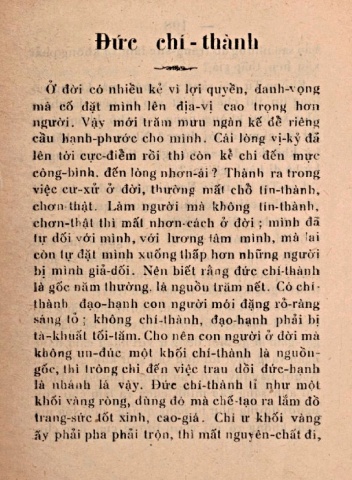 Đức chí-thành
Ở đời có nhiều kẻ vì lợi quyền, danh-vọng
mà cố đặt mình lên địa-vị cao trọng hơn
người. Vậy mới trăm mưu ngàn kế để riêng
cầu hạnh-phước cho mình. Cái lòng vị-kỷ đã
lên tới cực-điểm rồi thì còn kể chi đến mực
công-bình, đến lòng nhơn-ái? Thành ra trong
việc cư-xử ở đời, thường mất chỗ tín-thành,
chơn-thật. Làm người mà không tín-thành,
chơn-thật thì mất nhơn-cách ở đời; mình đã
tự dối với mình, với lương tâm mình, mà lại
còn tự đặt mình xuống thấp hơn những người
bị mình giả-dối. Nên biết rằng đức chí-thành
là gốc năm thường, là nguồn trăm nết. Có chí-
thành đạo-hạnh con người mới đặng rỏ-ràng
sáng tỏ; không chí-thành, đạo-hạnh phải bị
tà-khuất tối-tăm. Cho nên con người ở đời mà
không un-đúc một khối chí-thành là nguồn-
gốc, thì trông chi đến việc trau dồi đức-hạnh
là nhánh lá vậy. Đức chí-thành tỉ như một
khối vàng ròng, dùng đó mà chế-tạo ra lắm đồ
trang-sức tốt xinh, cao-giá. Chi ư khối vàng
ấy phải pha phải trộn, thì mất nguyên-chất đi,